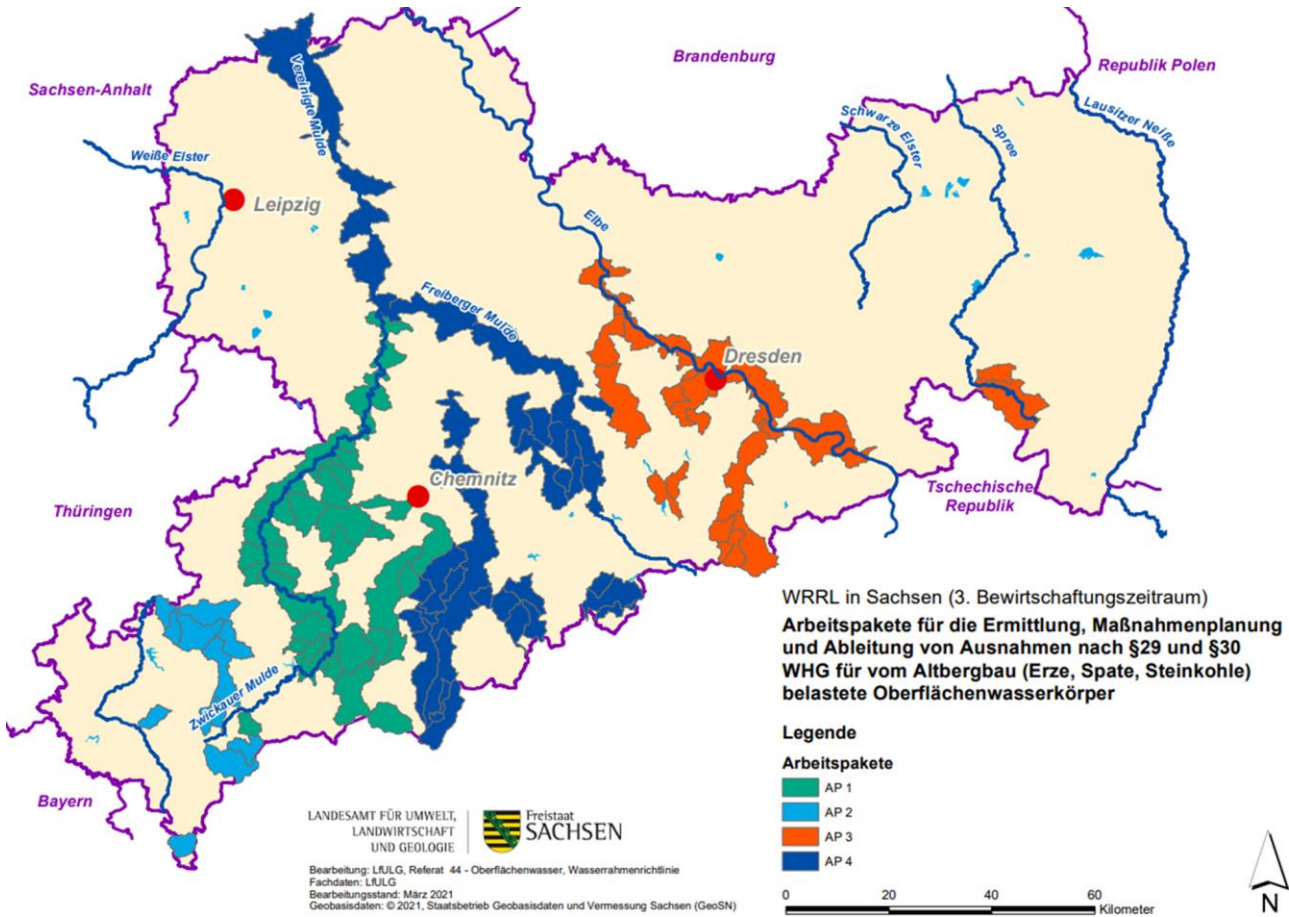 Brandenburg
Republik Polen
Sachsen-Anhalt
Vereinigte Mulde
Schwarze Elster
Lausitzer Neiße
Spree
Weiße Elster
Leipzig
Elbe
Freiberger Mulde
Dresden
Chemnitz
Tschechische
Republik
Thüringen
Zwickauer Mulde
Bayern
WRRL in Sachsen (3. Bewirtschaftungszeitraum)
Arbeitspakete für die Ermittlung, Maßnahmenplanung
und Ableitung von Ausnahmen nach §29 und §30
WHG für vom Altbergbau (Erze, Spate, Steinkohle)
belastete Oberflächenwasserkörper
Legende
Arbeitspakete
AP 1
AP 2
AP 3
AP 4
LANDESAMT FÜR UMWELT,
LANDWIRTSCHAFT
UND GEOLOGIE
Freistaat
SACHSEN
Bearbeitung: LfULG, Referat 44 - Oberflächenwasser, Wasserrahmenrichtlinie
Fachdaten: LfULG
Bearbeitungsstand: März 2021
Geobasisdaten: © 2021, Staatsbetrieb Geobasisdaten und Vermessung Sachsen (GeoSN)
0 20 40 60
Kilometer
N